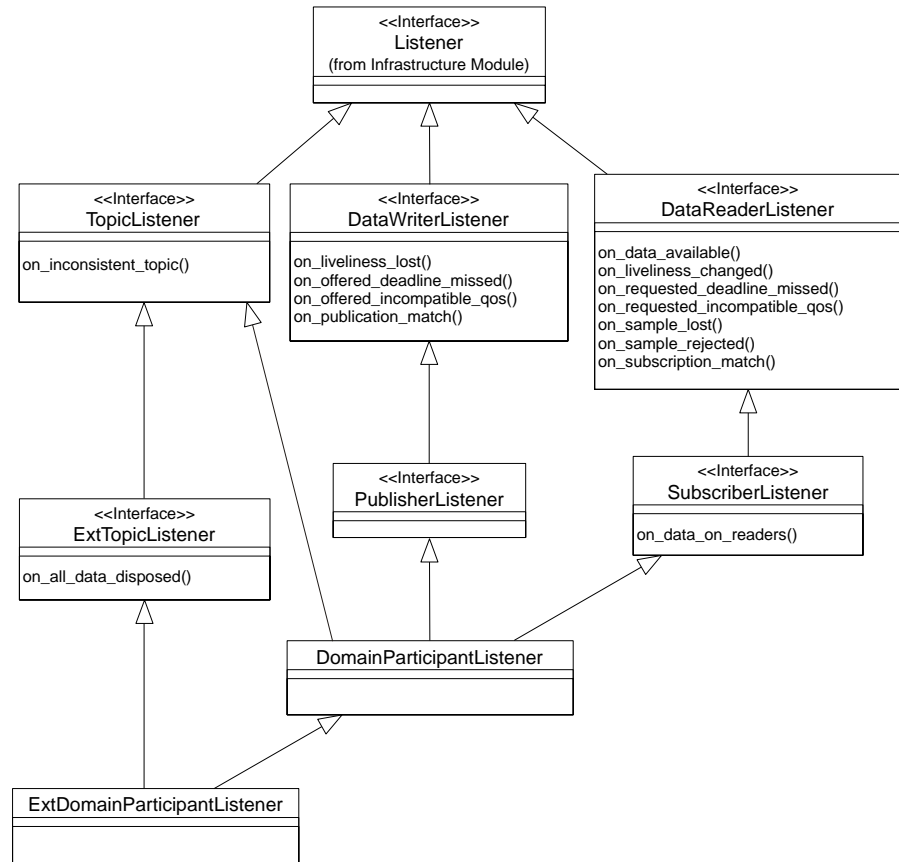 <<Interface>>
Listener
(from Infrastructure Module)
<<Interface>>
TopicListener
on_inconsistent_topic()
<<Interface>>
DataWriterListener
on_liveliness_lost()
on_offered_deadline_missed()
on_offered_incompatible_qos()
on_publication_match()
<<Interface>>
DataReaderListener
on_data_available()
on_liveliness_changed()
on_requested_deadline_missed()
on_requested_incompatible_qos()
on_sample_lost()
on_sample_rejected()
on_subscription_match()
<<Interface>>
ExtTopicListener
on_all_data_disposed()
<<Interface>>
PublisherListener
<<Interface>>
SubscriberListener
on_data_on_readers()
DomainParticipantListener
ExtDomainParticipantListener